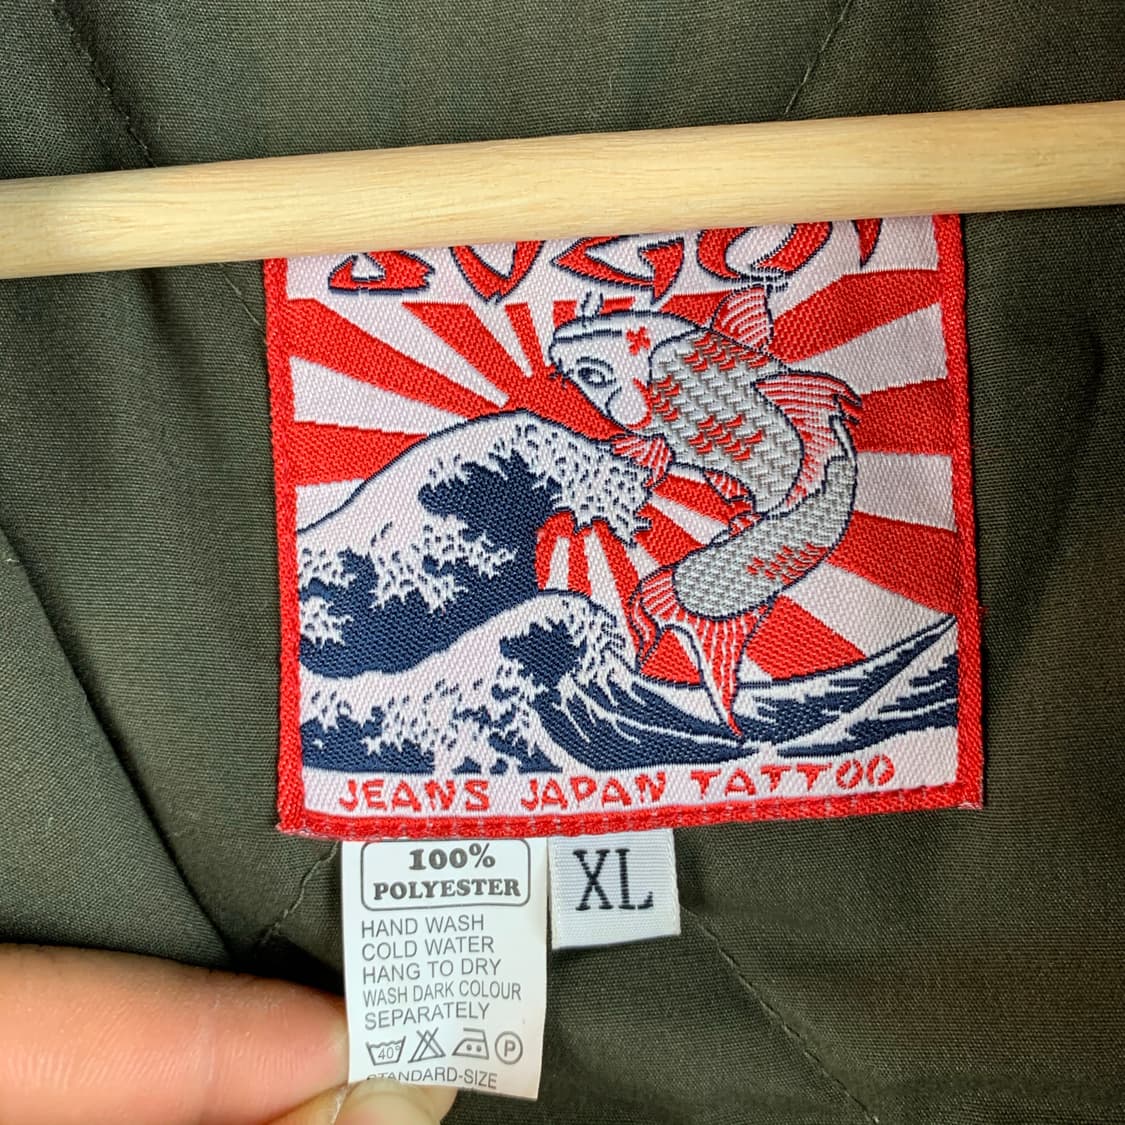 JEANS JAPAN TATTOO
100%
POLYESTER
XL
HAND WASH
COLD WATER
HANG TO DRY
WASH DARK COLOUR
SEPARATELY
40° P
STANDARD-SIZE